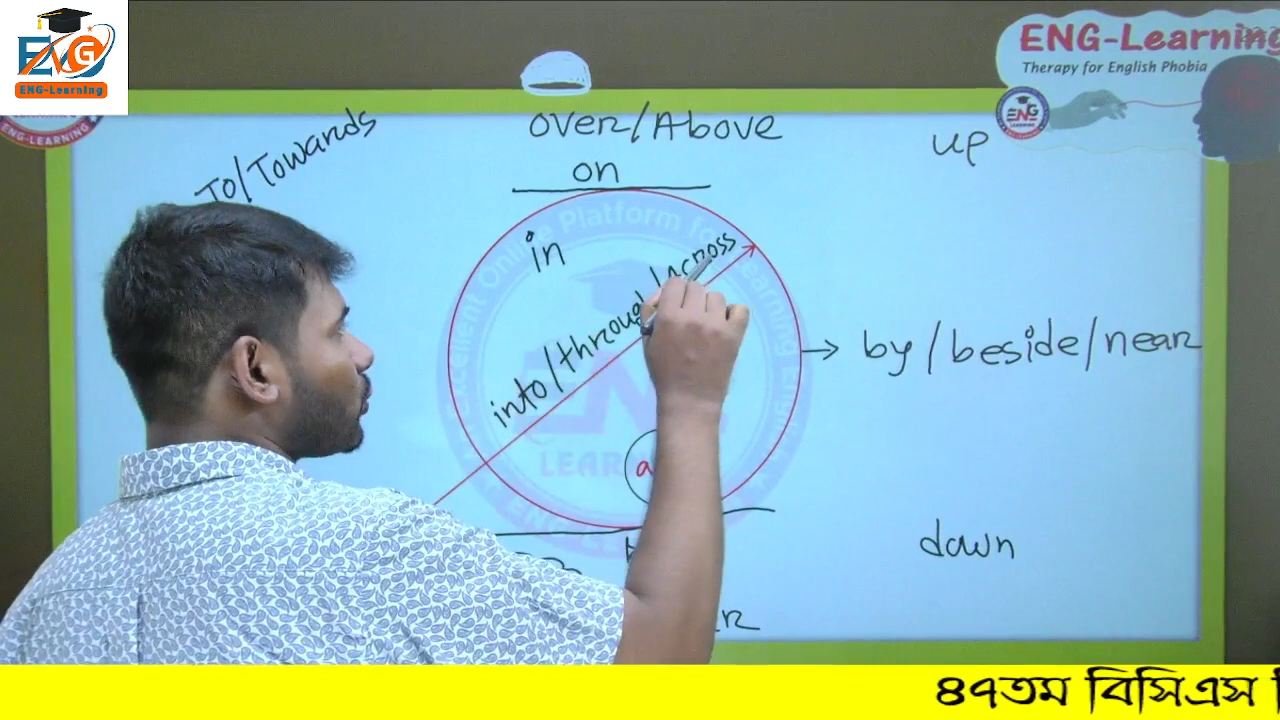 ENG-Learning
ENG-Learning
Therapy for English Phobia
ENG-LEARNING
To/Towards
over/Above
up
on
in
into/through/Across
by/beside/near
a
down
৪৭তম বিসিএস